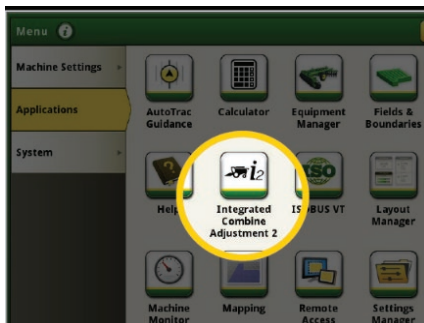 Menu i
Machine Settings
Applications
System
AutoTrac
Guidance
Calculator
Equipment
Manager
Fields &
Boundaries
Help
i2
Integrated
Combine
Adjustment 2
ISO
ISOBUS VT
Layout
Manager
Machine
Monitor
Mapping
Remote
Access
Settings
Manager